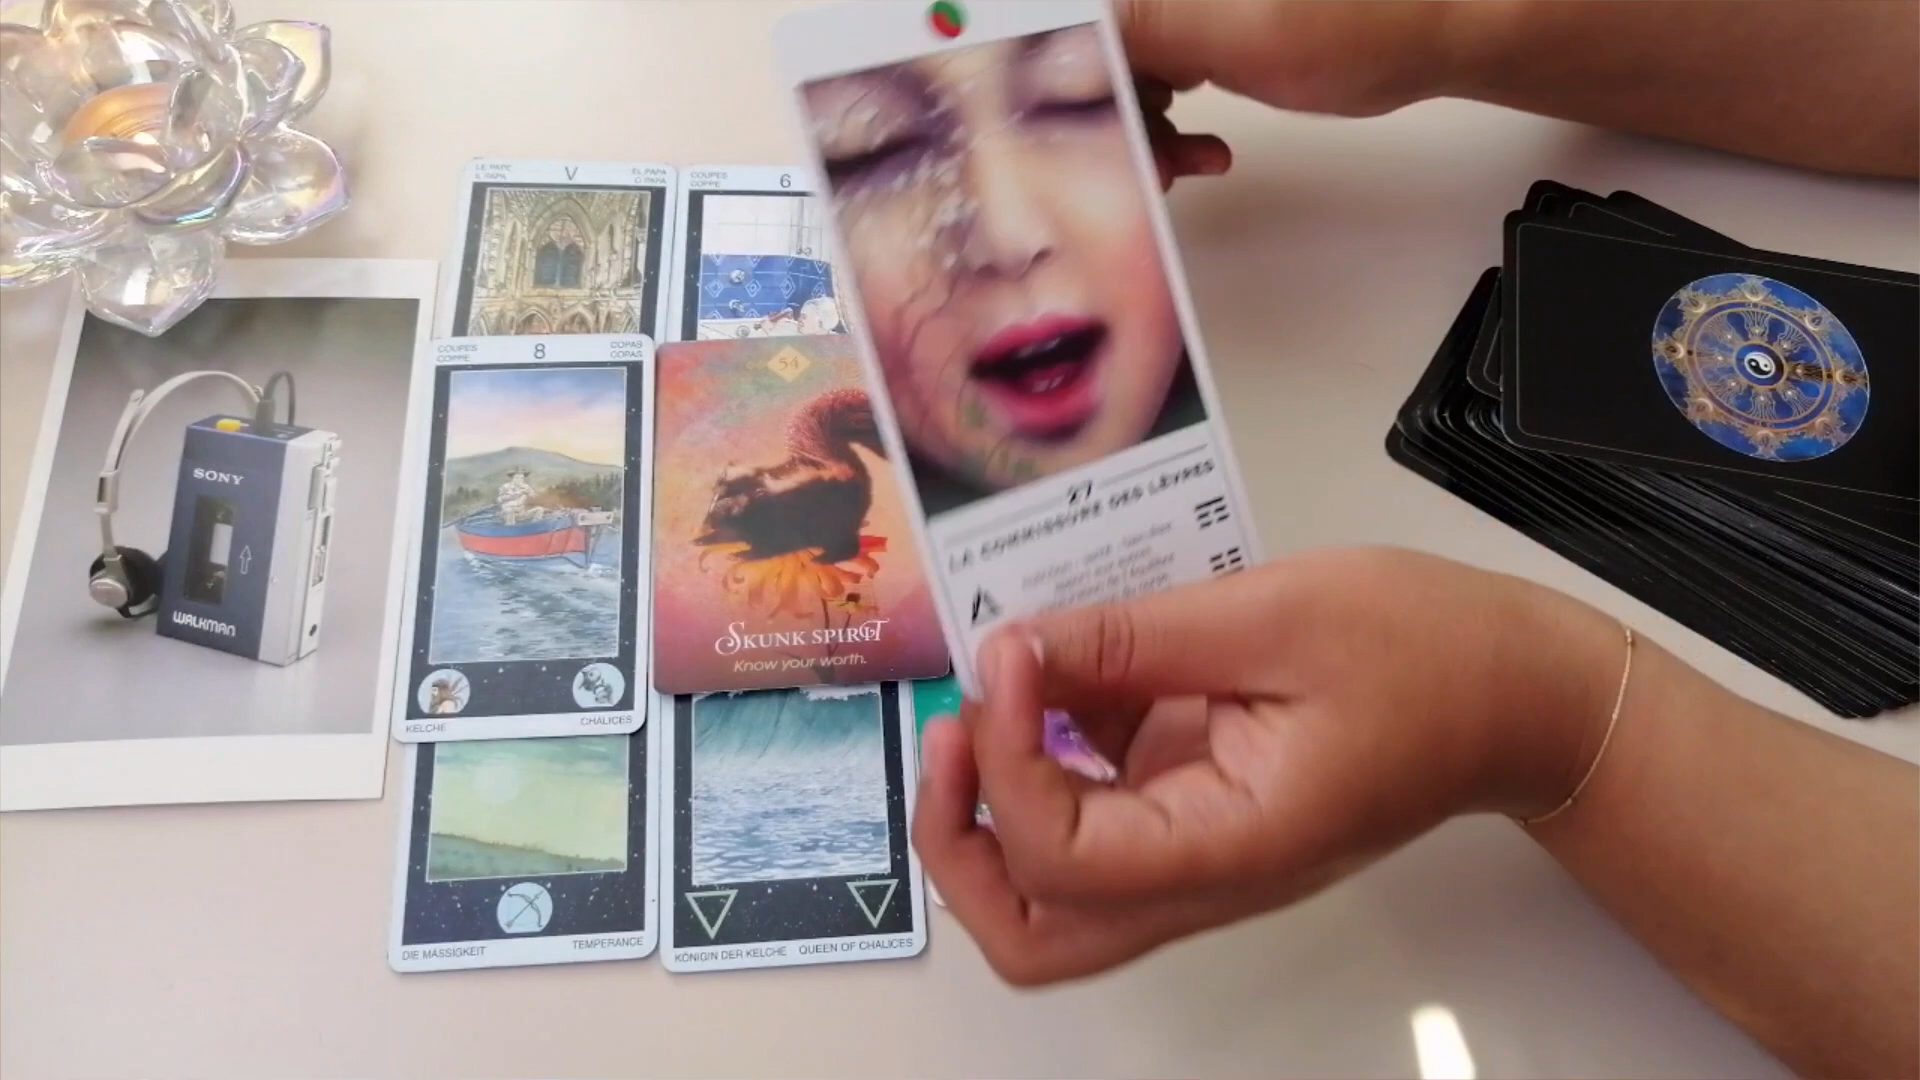 LE PAPE
IL PAPA
V
EL PAPA
O PAPA
COUPES
COPPE
6
SONY
WALKMAN
COUPES
COPPE
8
COPAS
COPAS
KELCHE
CHALICES
54
SKUNK SPIRIT
Know your worth.
27
LA COMMISSURE DES LÈVRES
DIE MÄSSIGKEIT
TEMPERANCE
KÖNIGIN DER KELCHE
QUEEN OF CHALICES